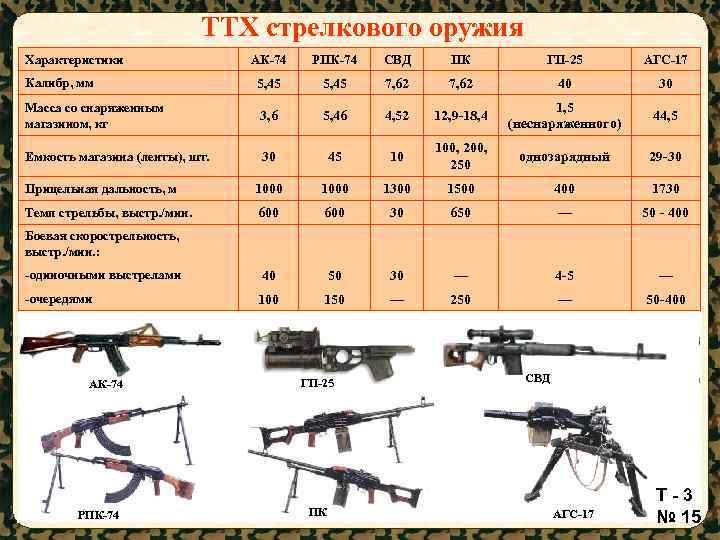 ТТХ стрелкового оружия
Характеристики АК-74 РПК-74 СВД ПК ГП-25 АГС-17
Калибр, мм 5, 45 5, 45 7, 62 7, 62 40 30
Масса со снаряженным магазином, кг 3, 6 5, 46 4, 52 12, 9-18, 4 1, 5 (неснаряженного) 44, 5
Емкость магазина (ленты), шт. 30 45 10 100, 200, 250 однозарядный 29-30
Прицельная дальность, м 1000 1000 1300 1500 400 1730
Темп стрельбы, выстр. /мин. 600 600 30 650 — 50 - 400
Боевая скорострельность, выстр. /мин. :
-одиночными выстрелами 40 50 30 — 4-5 —
-очередями 100 150 — 250 — 50-400
АК-74
ГП-25
СВД
РПК-74
ПК
АГС-17
Т - 3
№ 15